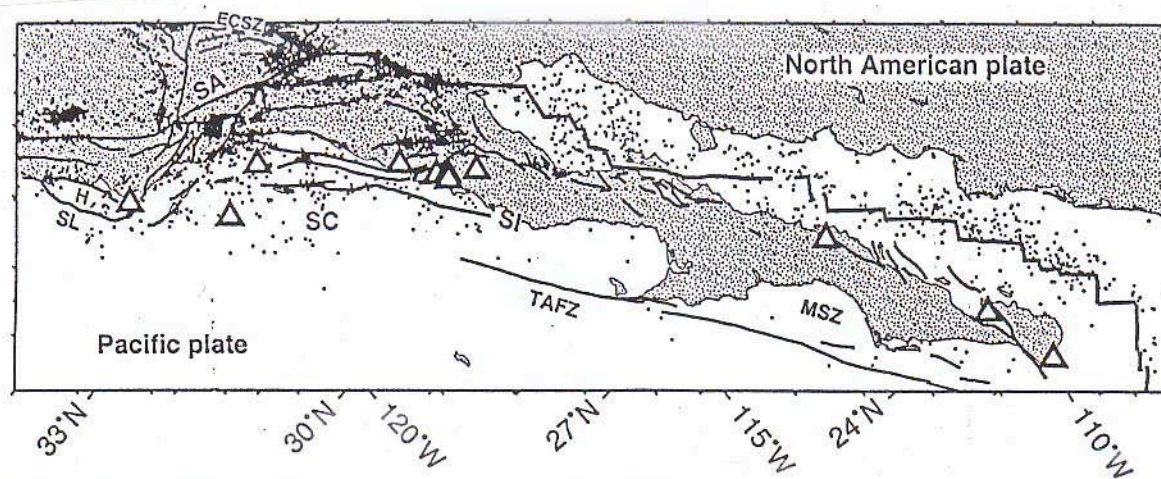 ECSZ
SA
North American plate
H
SL
SC
SI
TAFZ
MSZ
Pacific plate
33°N
30°N
120°W
27°N
115°W
24°N
110°W